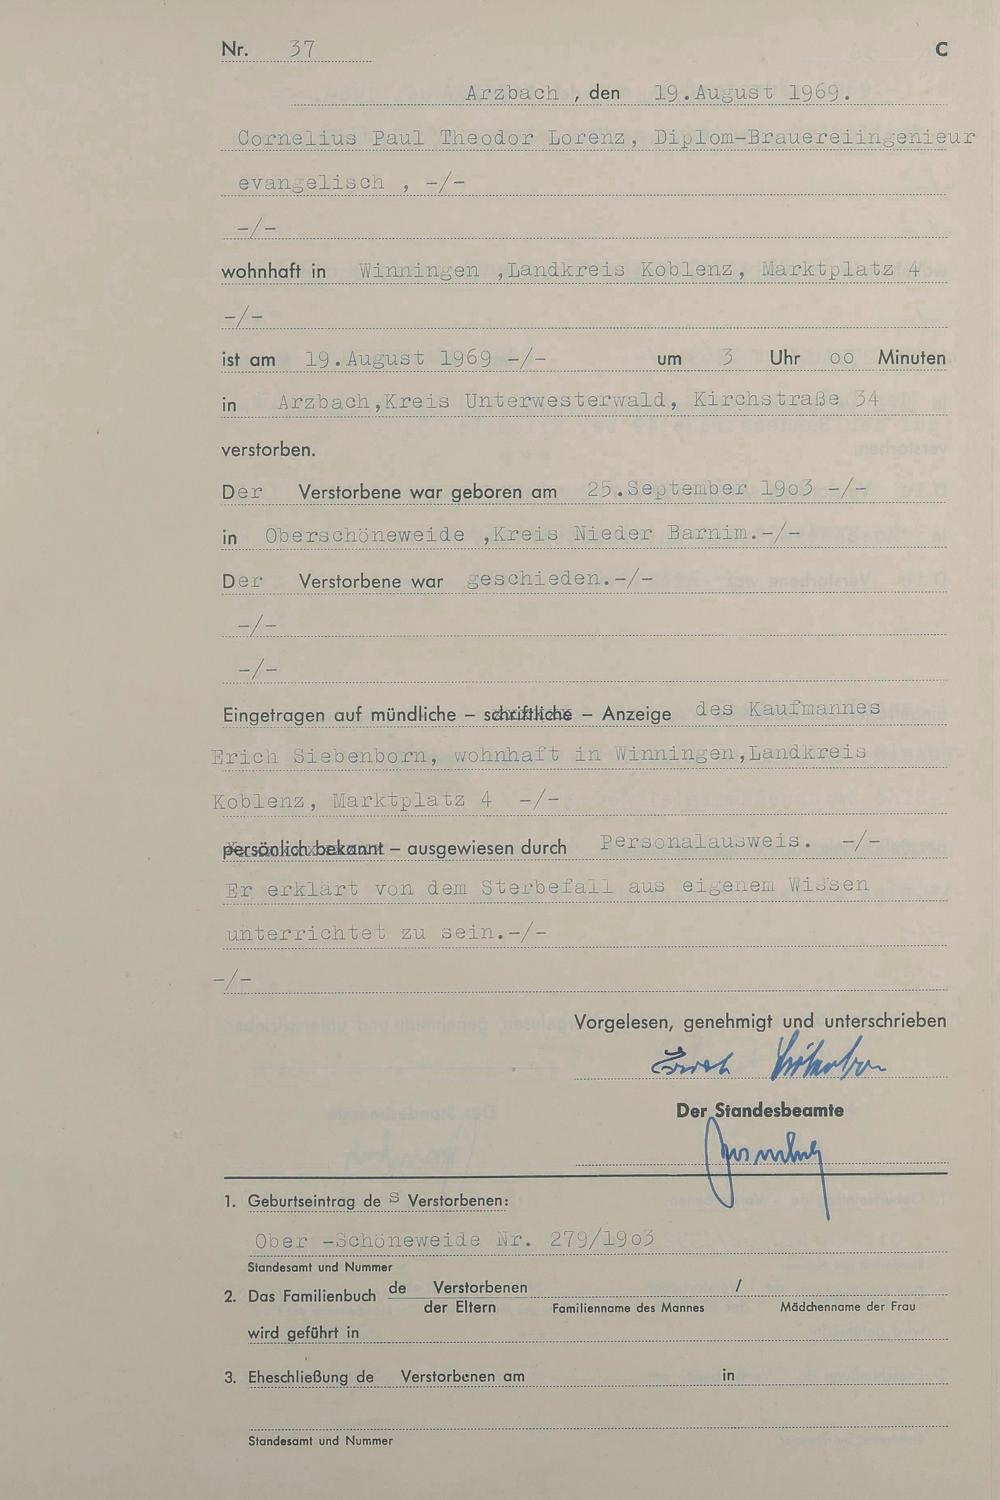 Nr. 37 C
Arzbach , den 19.August 1969.
Cornelius Paul Theodor Lorenz, Diplom-Brauereiingenieur
evangelisch , -/-
-/-
wohnhaft in Winningen ,Landkreis Koblenz, Marktplatz 4
-/-
ist am 19.August 1969 -/- um 3 Uhr oo Minuten
in Arzbach,Kreis Unterwesterwald, Kirchstraße 34
verstorben.
Der Verstorbene war geboren am 25.September 19o3 -/-
in Oberschöneweide ,Kreis Nieder Barnim.-/-
Der Verstorbene war geschieden.-/-
-/-
-/-
Eingetragen auf mündliche – schriftliche – Anzeige des Kaufmannes
Erich Siebenborn, wohnhaft in Winningen,Landkreis
Koblenz, Marktplatz 4 -/-
persönlich bekannt – ausgewiesen durch Personalausweis. -/-
Er erklärt von dem Sterbefall aus eigenem Wissen
unterrichtet zu sein.-/-
-/-
Vorgelesen, genehmigt und unterschrieben
Erich Siebenborn
Der Standesbeamte
1. Geburtseintrag des Verstorbenen:
Ober -Schöneweide Nr. 279/19o3
Standesamt und Nummer
2. Das Familienbuch de Verstorbenen /
der Eltern Familienname des Mannes Mädchenname der Frau
wird geführt in
3. Eheschließung de Verstorbenen am in
Standesamt und Nummer